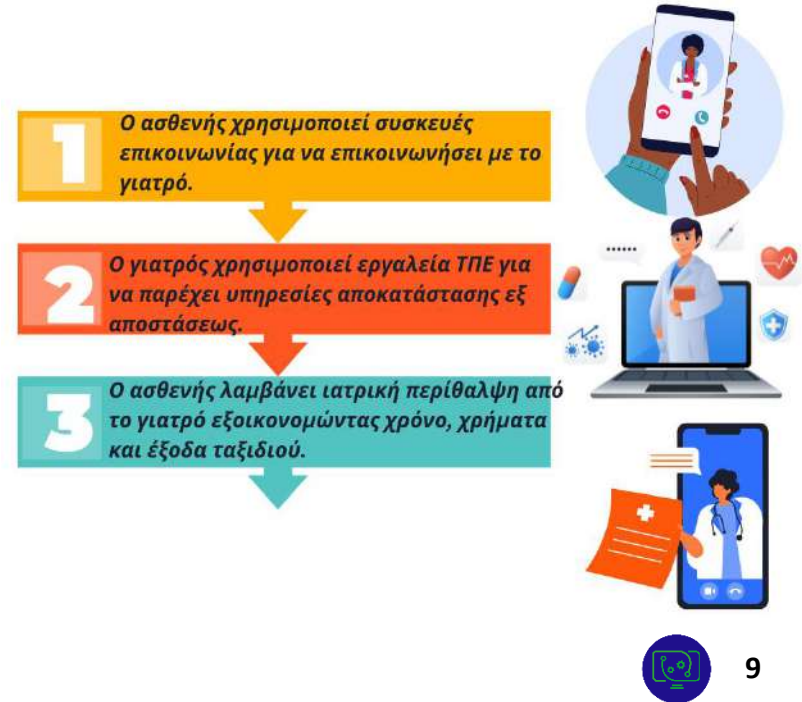 1
Ο ασθενής χρησιμοποιεί συσκευές
επικοινωνίας για να επικοινωνήσει με το
γιατρό.
2
Ο γιατρός χρησιμοποιεί εργαλεία ΤΠΕ για
να παρέχει υπηρεσίες αποκατάστασης εξ
αποστάσεως.
3
Ο ασθενής λαμβάνει ιατρική περίθαλψη από
το γιατρό εξοικονομώντας χρόνο, χρήματα
και έξοδα ταξιδιού.
9